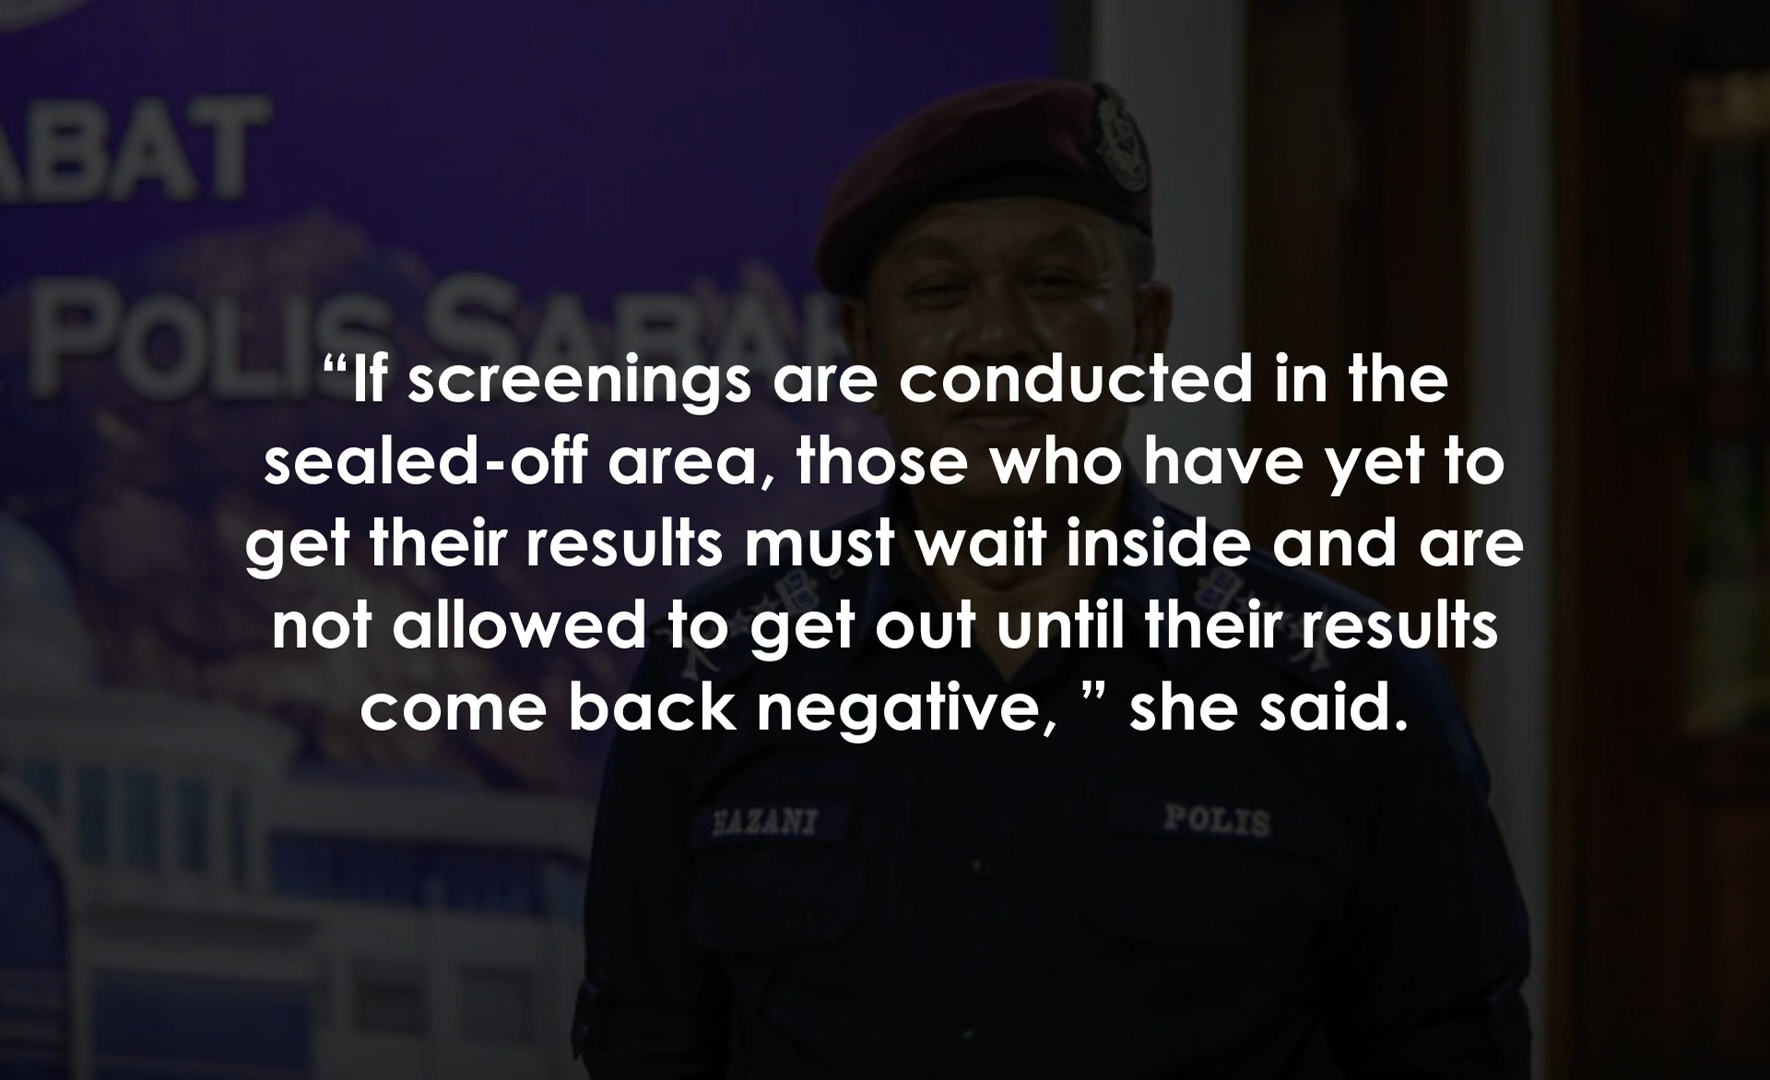 ABAT
POLIS SABAH
“If screenings are conducted in the
sealed-off area, those who have yet to
get their results must wait inside and are
not allowed to get out until their results
come back negative, ” she said.
HAZANI
POLIS